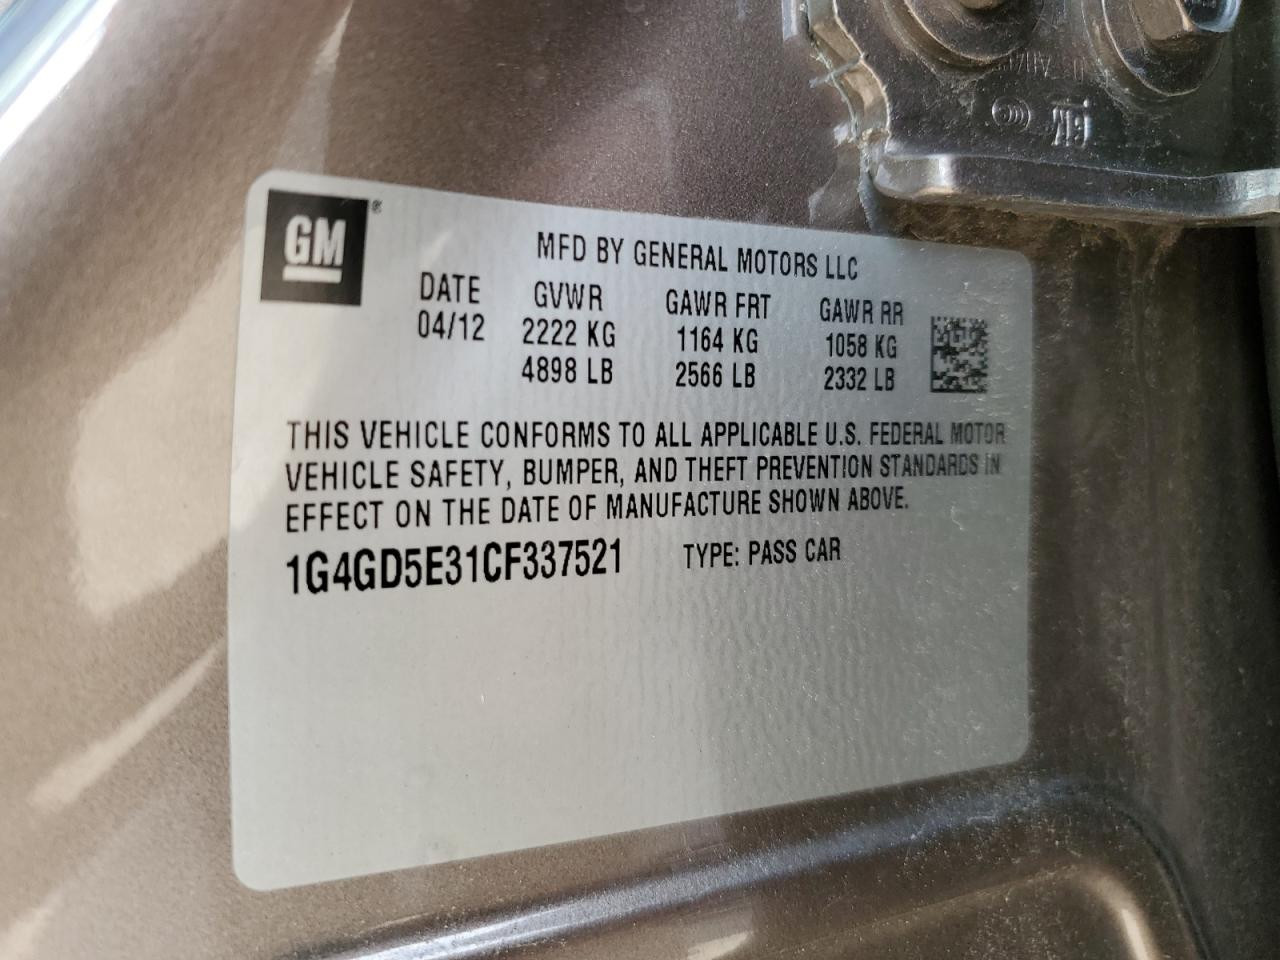 GM®
MFD BY GENERAL MOTORS LLC
DATE GVWR GAWR FRT GAWR RR
04/12 2222 KG 1164 KG 1058 KG
4898 LB 2566 LB 2332 LB
THIS VEHICLE CONFORMS TO ALL APPLICABLE U.S. FEDERAL MOTOR
VEHICLE SAFETY, BUMPER, AND THEFT PREVENTION STANDARDS IN
EFFECT ON THE DATE OF MANUFACTURE SHOWN ABOVE.
1G4GD5E31CF337521 TYPE: PASS CAR